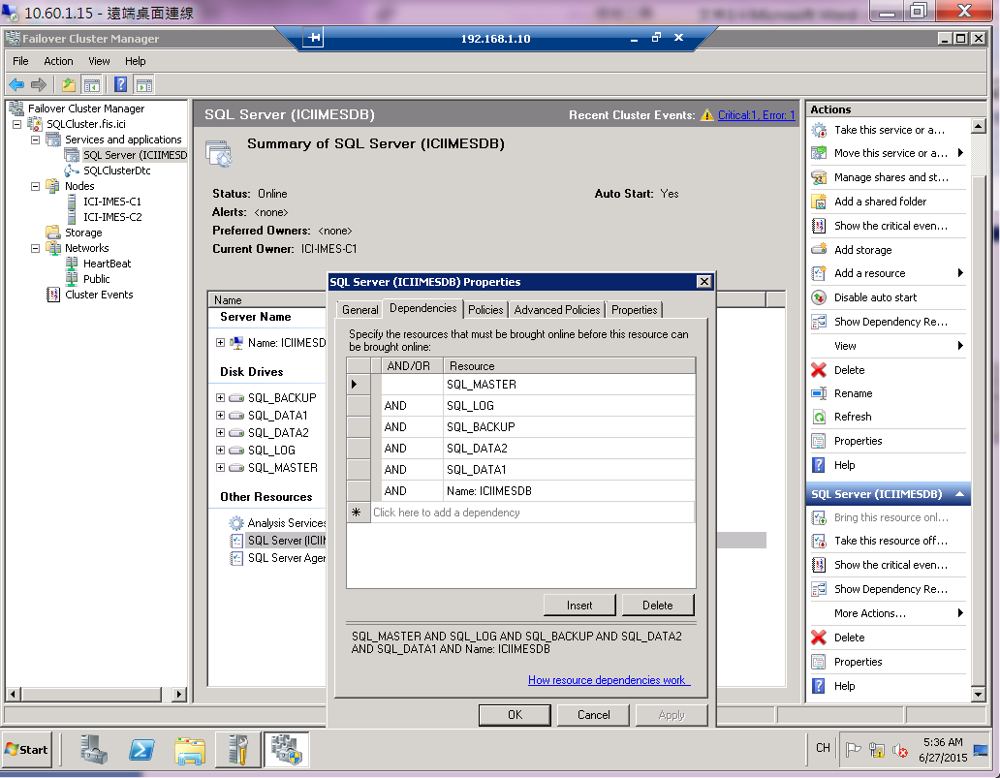 10.60.1.15 - 遠端桌面連線
Failover Cluster Manager
192.168.1.10
File Action View Help
Failover Cluster Manager
SQLCluster.fis.ici
Services and applications
SQL Server (ICIIMESD
SQLClusterDtc
Nodes
ICI-IMES-C1
ICI-IMES-C2
Storage
Networks
HeartBeat
Public
Cluster Events
SQL Server (ICIIMESDB)
Recent Cluster Events: Critical:1, Error: 1
Summary of SQL Server (ICIIMESDB)
Status: Online
Auto Start: Yes
Alerts: <none>
Preferred Owners: <none>
Current Owner: ICI-IMES-C1
Name
Server Name
Name: ICIIMESD
Disk Drives
SQL_BACKUP
SQL_DATA1
SQL_DATA2
SQL_LOG
SQL_MASTER
Other Resources
Analysis Services
SQL Server (ICIIM
SQL Server Agen
SQL Server (ICIIMESDB) Properties
General Dependencies Policies Advanced Policies Properties
Specify the resources that must be brought online before this resource can
be brought online:
AND/OR Resource
SQL_MASTER
AND SQL_LOG
AND SQL_BACKUP
AND SQL_DATA2
AND SQL_DATA1
AND Name: ICIIMESDB
Click here to add a dependency
Insert Delete
SQL_MASTER AND SQL_LOG AND SQL_BACKUP AND SQL_DATA2
AND SQL_DATA1 AND Name: ICIIMESDB
How resource dependencies work
OK Cancel Apply
Actions
Take this service or a...
Move this service or a...
Manage shares and st...
Add a shared folder
Show the critical even...
Add storage
Add a resource
Disable auto start
Show Dependency Re...
View
Delete
Rename
Refresh
Properties
Help
SQL Server (ICIIMESDB)
Bring this resource onl...
Take this resource off...
Show the critical even...
Show Dependency Re...
More Actions...
Delete
Properties
Help
Start
CH
5:36 AM
6/27/2015